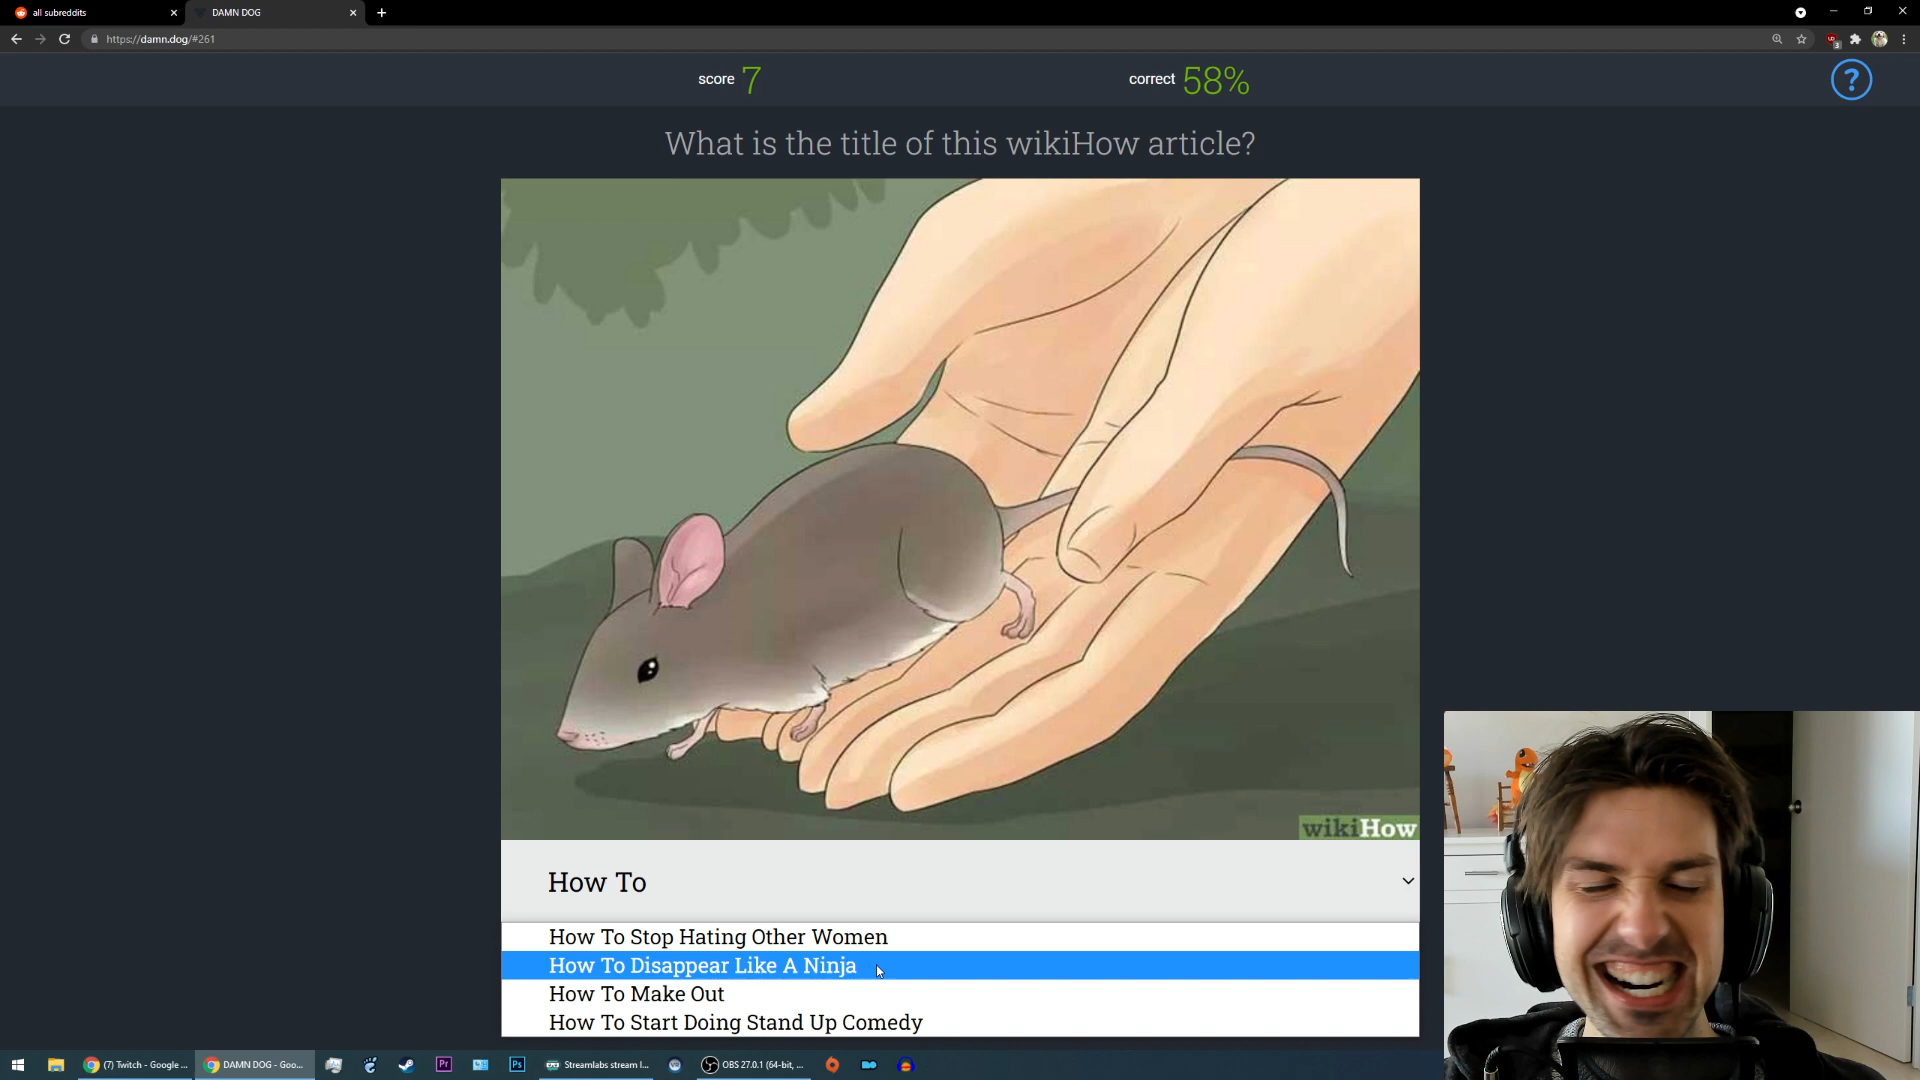 all subreddits
DAMN DOG
https://damn.dog/#261
3
score 7
correct 58%
?
What is the title of this wikiHow article?
wikiHow
How To
How To Stop Hating Other Women
How To Disappear Like A Ninja
How To Make Out
How To Start Doing Stand Up Comedy
(7) Twitch - Google ...
DAMN DOG - Goo...
Pr
Ps
Streamlabs stream l...
OBS 27.0.1 (64-bit, ...